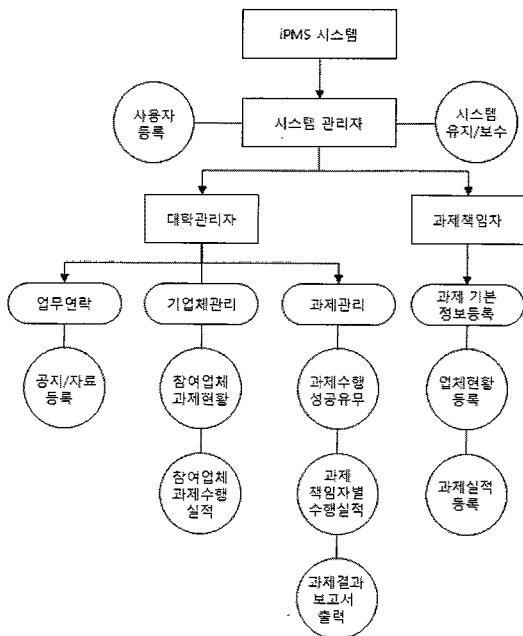 iPMS 시스템
사용자
등록
시스템 관리자
시스템
유지/보수
대학관리자
과제책임자
업무연락
기업체관리
과제관리
과제 기본
정보등록
공지/자료
등록
참여업체
과제현황
과제수행
성공유무
업체현황
등록
참여업체
과제수행
실적
과제
책임자별
수행실적
과제실적
등록
과제결과
보고서
출력